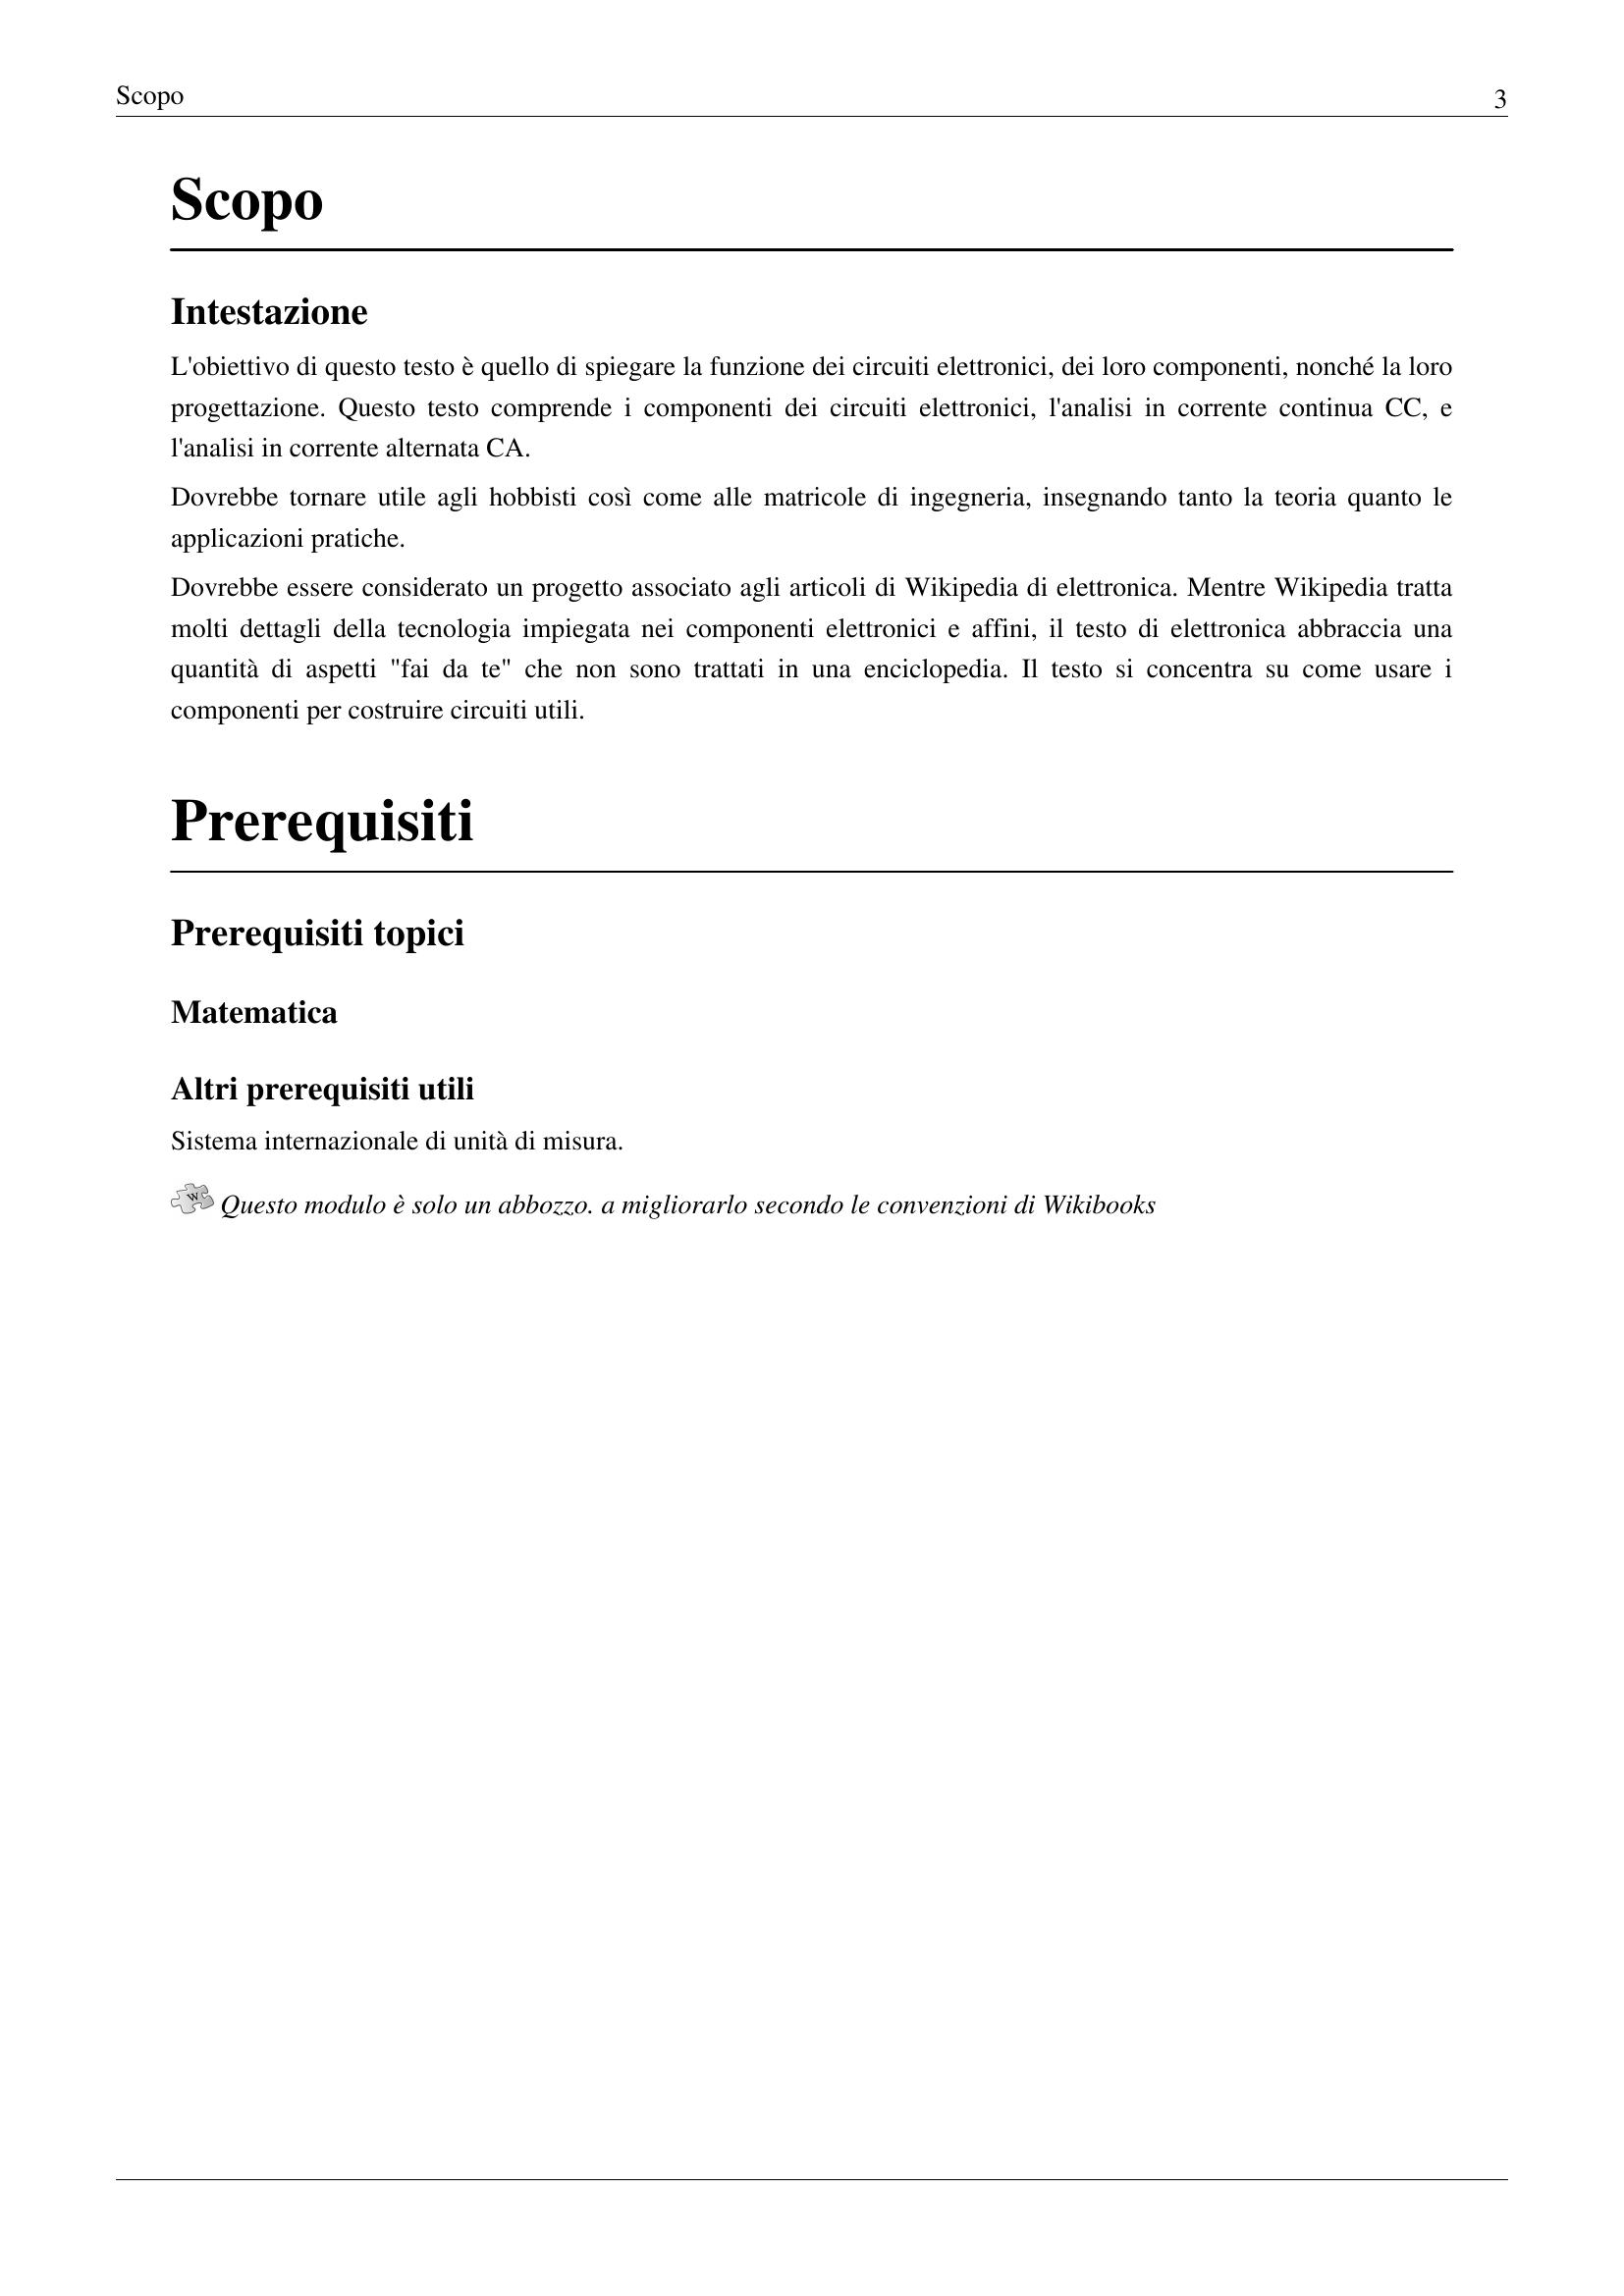 Scopo
3
Scopo
Intestazione
L'obiettivo di questo testo è quello di spiegare la funzione dei circuiti elettronici, dei loro componenti, nonché la loro
progettazione. Questo testo comprende i componenti dei circuiti elettronici, l'analisi in corrente continua CC, e
l'analisi in corrente alternata CA.
Dovrebbe tornare utile agli hobbisti così come alle matricole di ingegneria, insegnando tanto la teoria quanto le
applicazioni pratiche.
Dovrebbe essere considerato un progetto associato agli articoli di Wikipedia di elettronica. Mentre Wikipedia tratta
molti dettagli della tecnologia impiegata nei componenti elettronici e affini, il testo di elettronica abbraccia una
quantità di aspetti "fai da te" che non sono trattati in una enciclopedia. Il testo si concentra su come usare i
componenti per costruire circuiti utili.
Prerequisiti
Prerequisiti topici
Matematica
Altri prerequisiti utili
Sistema internazionale di unità di misura.
W Questo modulo è solo un abbozzo. a migliorarlo secondo le convenzioni di Wikibooks